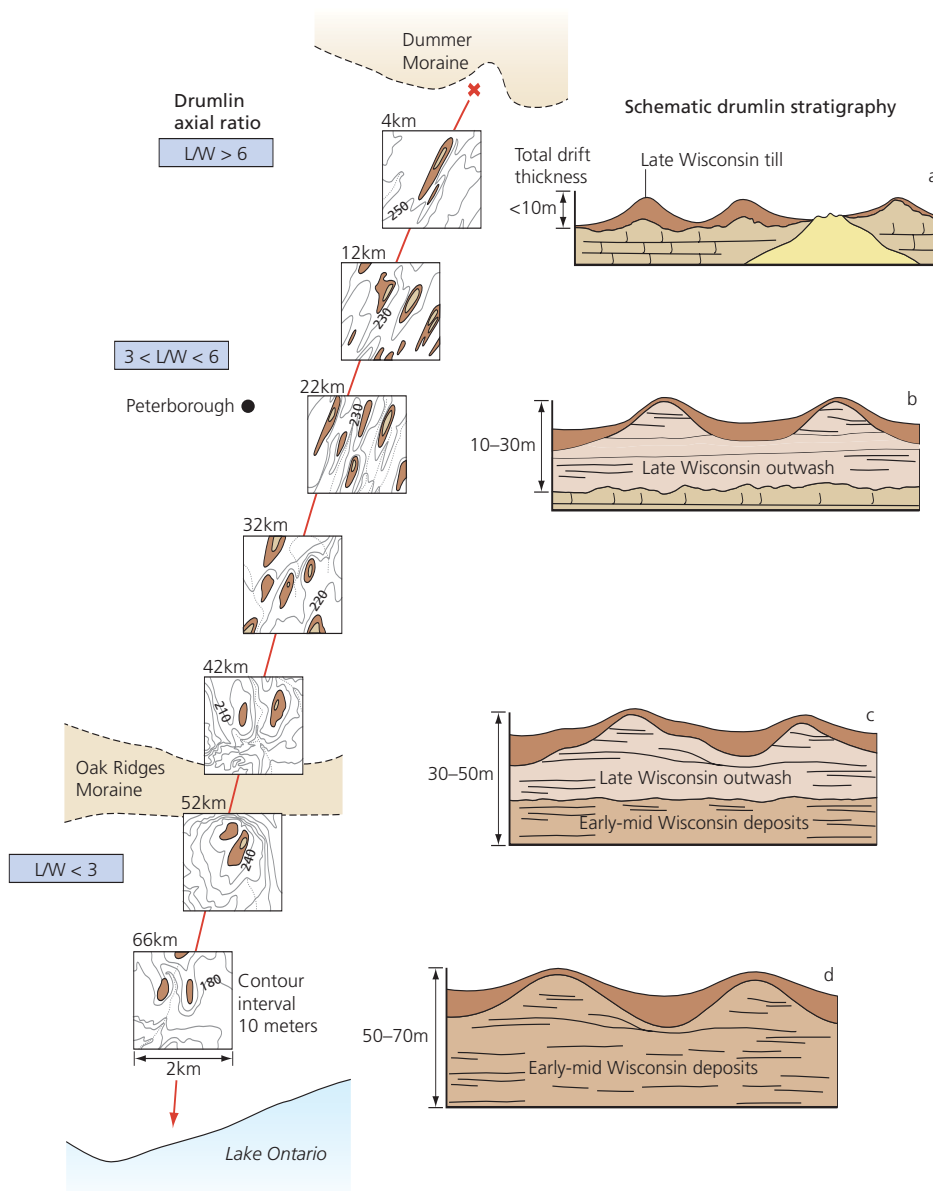 Dummer
Moraine
Drumlin
axial ratio
L/W > 6
4km
250
Schematic drumlin stratigraphy
Total drift
thickness
<10m
Late Wisconsin till
a
12km
230
3 < L/W < 6
Peterborough
22km
230
b
10–30m
Late Wisconsin outwash
32km
220
42km
210
Oak Ridges
Moraine
c
30–50m
Late Wisconsin outwash
Early-mid Wisconsin deposits
52km
240
L/W < 3
66km
180
Contour
interval
10 meters
2km
d
50–70m
Early-mid Wisconsin deposits
Lake Ontario